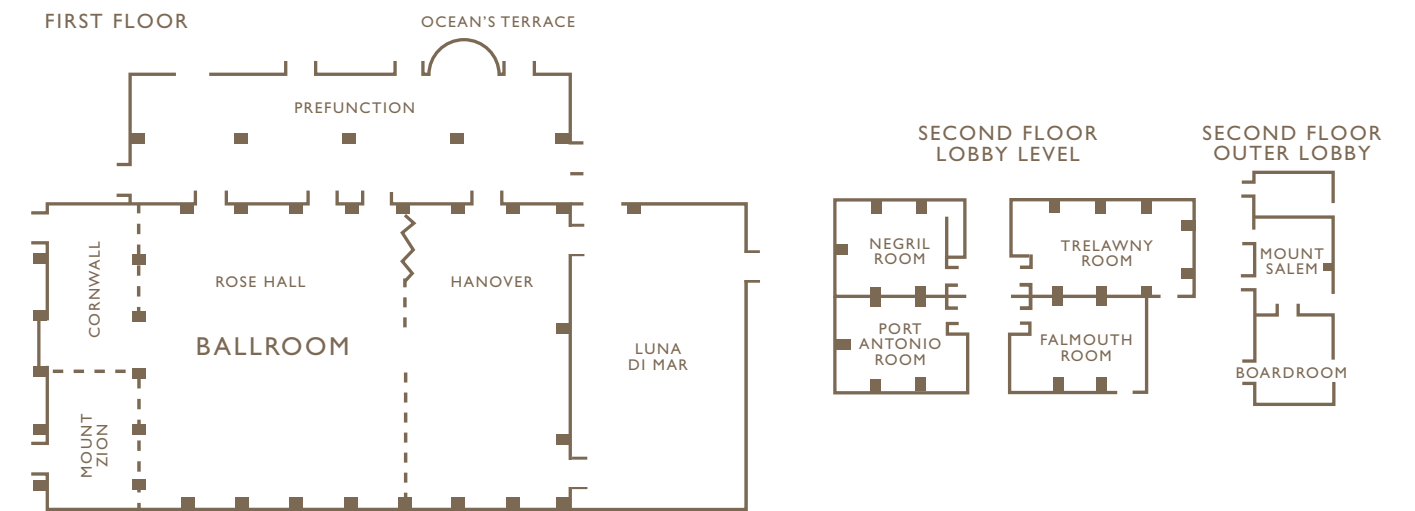 FIRST FLOOR
OCEAN'S TERRACE
PREFUNCTION
CORNWALL
ROSE HALL
HANOVER
BALLROOM
LUNA
DI MAR
MOUNT
ZION
SECOND FLOOR
LOBBY LEVEL
NEGRIL
ROOM
TRELAWNY
ROOM
PORT
ANTONIO
ROOM
FALMOUTH
ROOM
SECOND FLOOR
OUTER LOBBY
MOUNT
SALEM
BOARDROOM